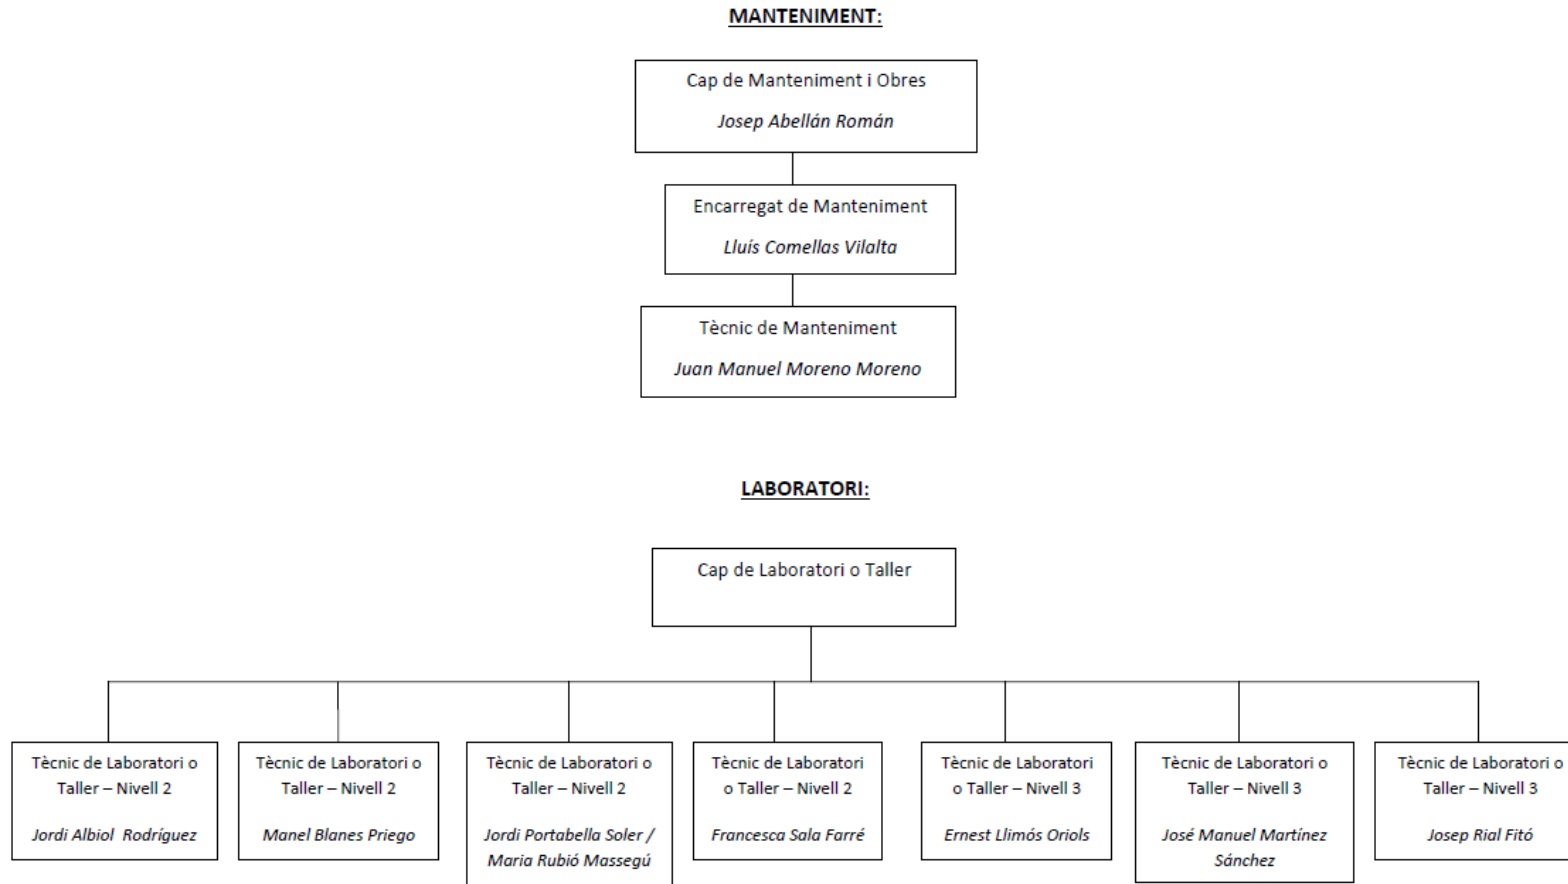 MANTENIMENT:
Cap de Manteniment i Obres
Josep Abellán Román
Encarregat de Manteniment
Lluís Comellas Vilalta
Tècnic de Manteniment
Juan Manuel Moreno Moreno
LABORATORI:
Cap de Laboratori o Taller
Tècnic de Laboratori o
Taller – Nivell 2
Jordi Albiol Rodríguez
Tècnic de Laboratori o
Taller – Nivell 2
Manel Blanes Priego
Tècnic de Laboratori o
Taller – Nivell 2
Jordi Portabella Soler /
Maria Rubió Massegú
Tècnic de Laboratori
o Taller – Nivell 2
Francesca Sala Farré
Tècnic de Laboratori
o Taller – Nivell 3
Ernest Llimós Oriols
Tècnic de Laboratori o
Taller – Nivell 3
José Manuel Martínez
Sánchez
Tècnic de Laboratori o
Taller – Nivell 3
Josep Rial Fitó